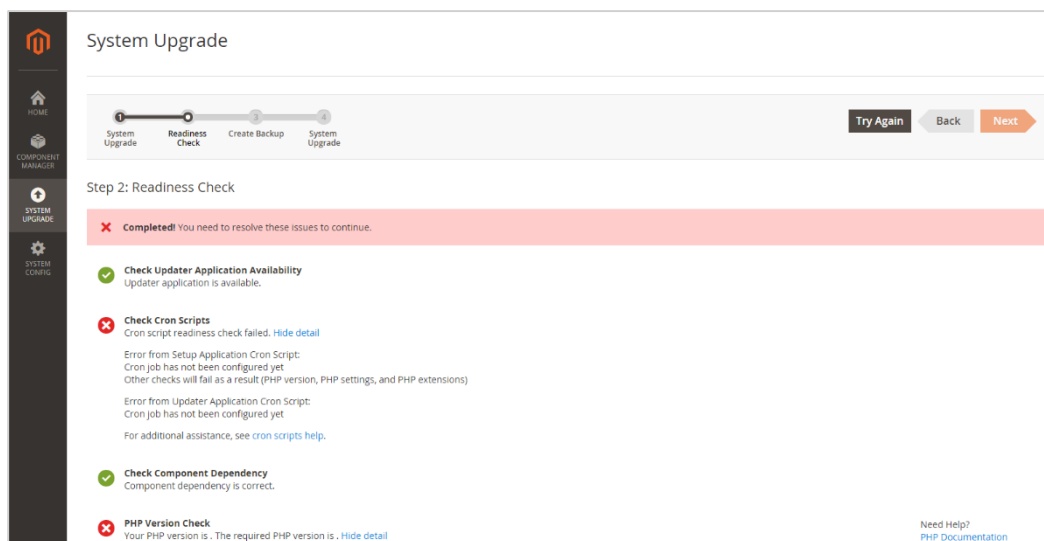 System Upgrade
HOME
COMPONENT
MANAGER
SYSTEM
UPGRADE
SYSTEM
CONFIG
1
3
4
System
Upgrade
Readiness
Check
Create Backup
System
Upgrade
Try Again
Back
Next
Step 2: Readiness Check
Completed! You need to resolve these issues to continue.
Check Updater Application Availability
Updater application is available.
Check Cron Scripts
Cron script readiness check failed. Hide detail
Error from Setup Application Cron Script:
Cron job has not been configured yet
Other checks will fail as a result (PHP version, PHP settings, and PHP extensions)
Error from Updater Application Cron Script:
Cron job has not been configured yet
For additional assistance, see cron scripts help.
Check Component Dependency
Component dependency is correct.
PHP Version Check
Your PHP version is . The required PHP version is . Hide detail
Need Help?
PHP Documentation